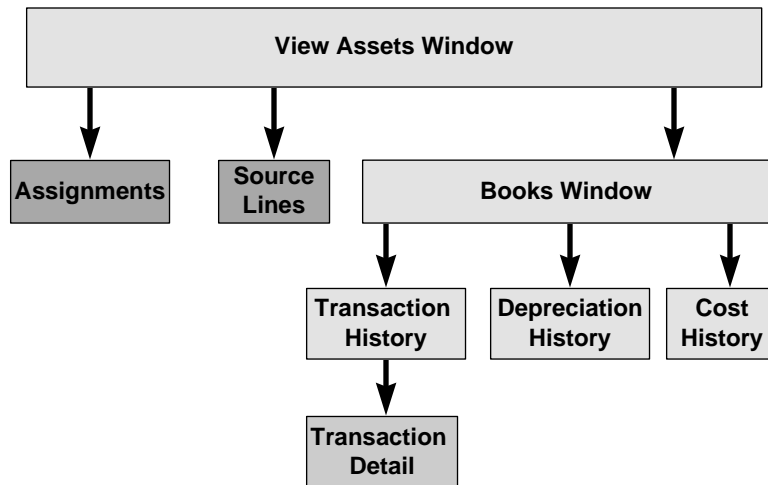 View Assets Window
Assignments
Source
Lines
Books Window
Transaction
History
Depreciation
History
Cost
History
Transaction
Detail